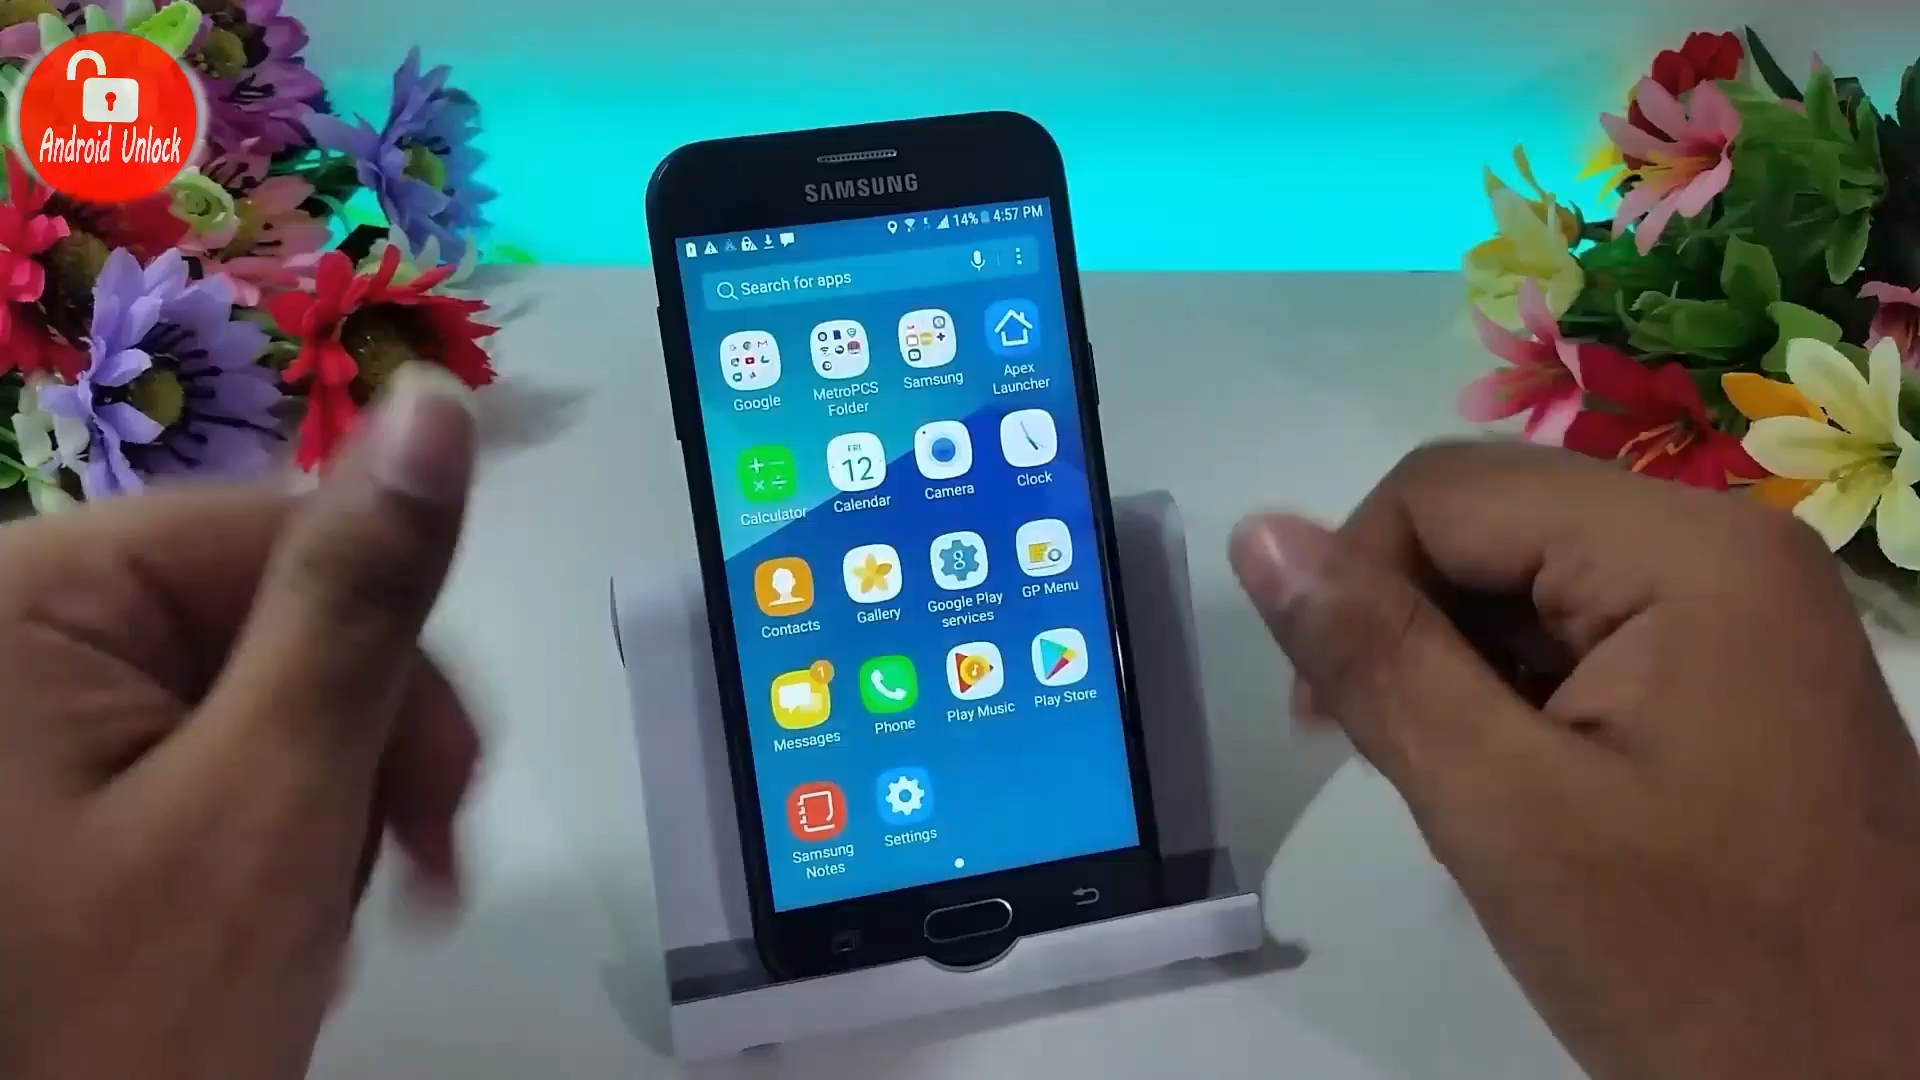 Android Unlock
SAMSUNG
14% 4:57 PM
Search for apps
Google
MetroPCS
Folder
Samsung
Apex
Launcher
Calculator
FRI
12
Calendar
Camera
Clock
Contacts
Gallery
8
Google Play
services
GP Menu
1
Messages
Phone
Play Music
Play Store
Samsung
Notes
Settings